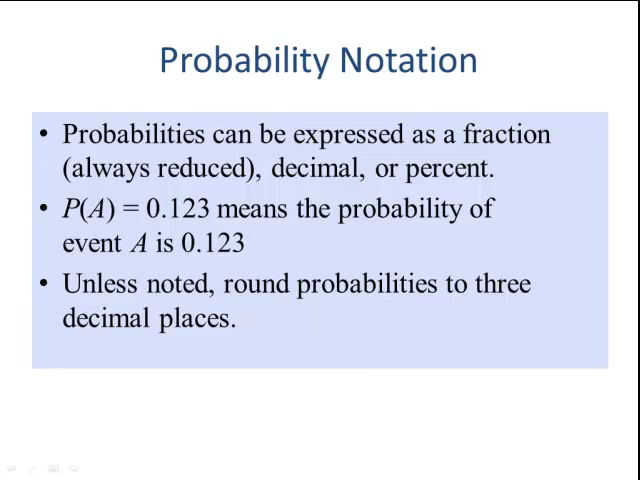 Probability Notation
• Probabilities can be expressed as a fraction
(always reduced), decimal, or percent.
• P(A) = 0.123 means the probability of
event A is 0.123
• Unless noted, round probabilities to three
decimal places.